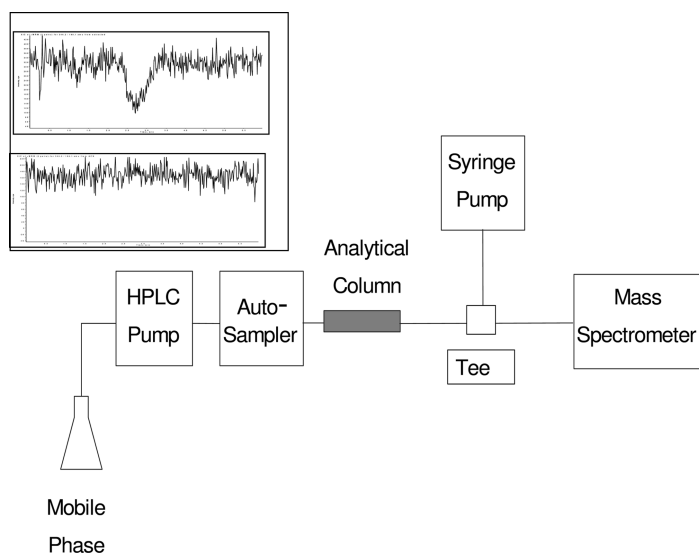 Syringe
Pump
Analytical
Column
HPLC
Pump
Auto-
Sampler
Mass
Spectrometer
Tee
Mobile
Phase